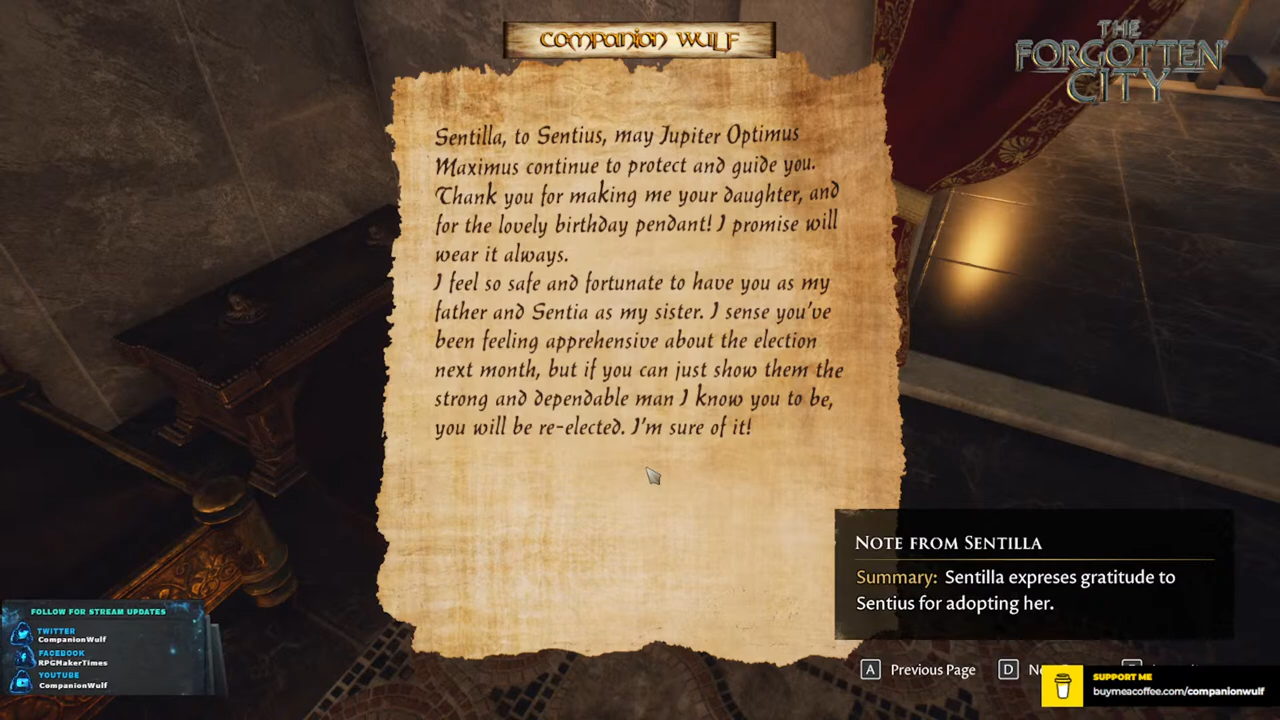 COMPANION WULF
THE
FORGOTTEN
CITY
Sentilla, to Sentius, may Jupiter Optimus
Maximus continue to protect and guide you.
Thank you for making me your daughter, and
for the lovely birthday pendant! I promise will
wear it always.
I feel so safe and fortunate to have you as my
father and Sentia as my sister. I sense you've
been feeling apprehensive about the election
next month, but if you can just show them the
strong and dependable man I know you to be,
you will be re-elected. I'm sure of it!
NOTE FROM SENTILLA
Summary: Sentilla expreses gratitude to
Sentius for adopting her.
FOLLOW FOR STREAM UPDATES
TWITTER
CompanionWulf
FACEBOOK
RPGMakerTimes
YOUTUBE
CompanionWulf
A Previous Page D
SUPPORT ME
buymeacoffee.com/companionwulf